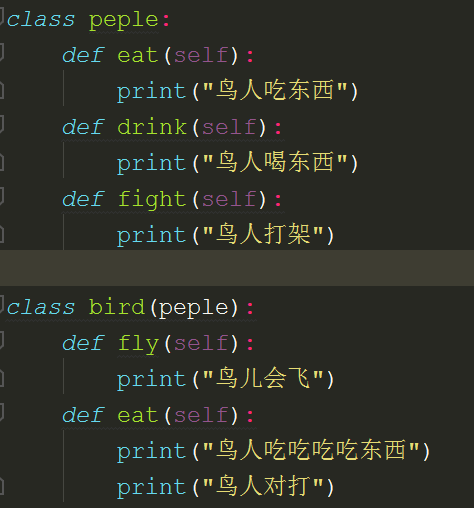 class peple:
    def eat(self):
        print("鸟人吃东西")
    def drink(self):
        print("鸟人喝东西")
    def fight(self):
        print("鸟人打架")
class bird(peple):
    def fly(self):
        print("鸟儿会飞")
    def eat(self):
        print("鸟人吃吃吃吃东西")
        print("鸟人对打")